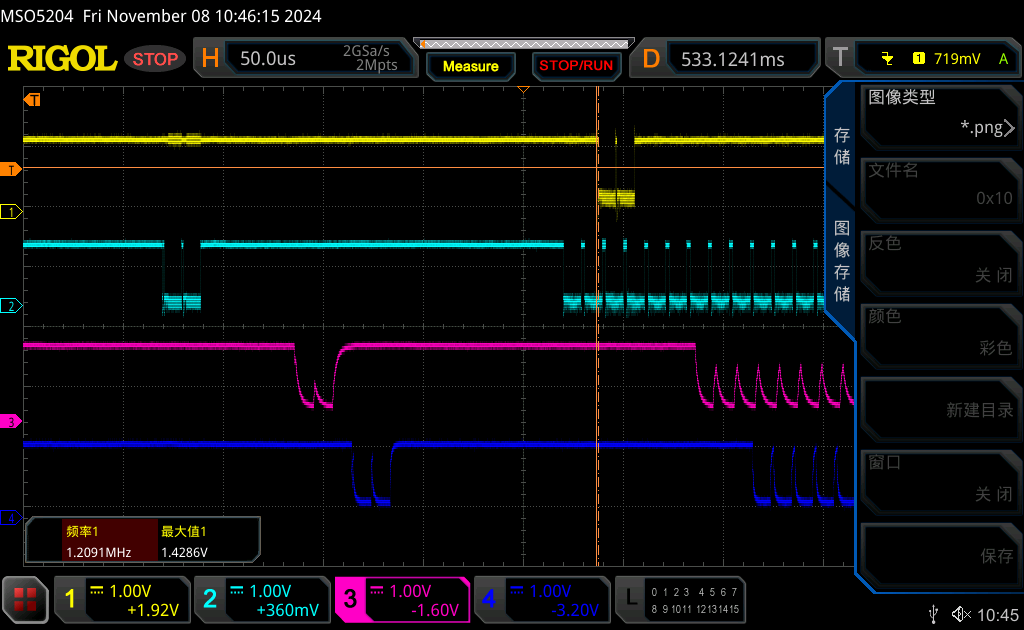 MSO5204 Fri November 08 10:46:15 2024
RIGOL STOP H 50.0us 2GSa/s 2Mpts Measure STOP/RUN D 533.1241ms T 1 719mV A
T
存储
图像存储
图像类型
*.png
文件名
0x10
反色
关闭
颜色
彩色
新建目录
窗口
关闭
保存
T
1
2
3
4
频率1 最大值1
1.2091MHz 1.4286V
1 1.00V +1.92V
2 1.00V +360mV
3 1.00V -1.60V
4 1.00V -3.20V
L 0 1 2 3 4 5 6 7
8 9 10 11 12 13 14 15
10:45